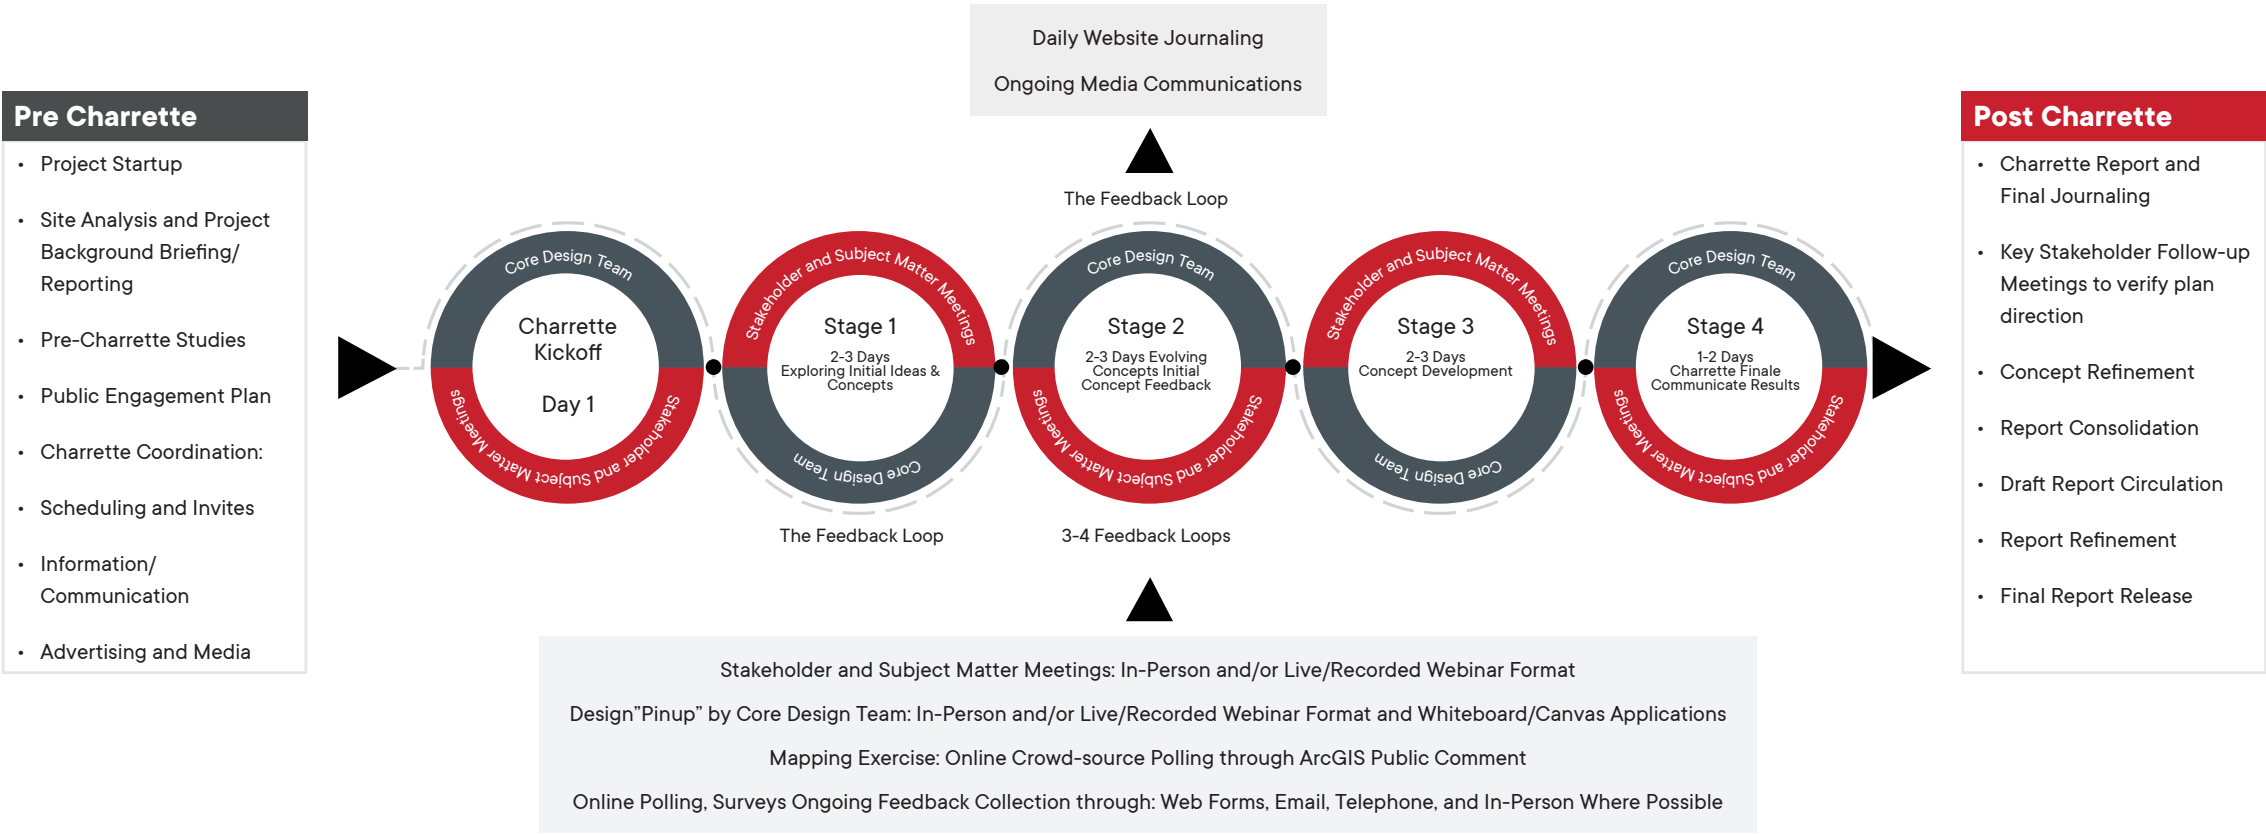 Daily Website Journaling
Ongoing Media Communications
Pre Charrette
• Project Startup
• Site Analysis and Project
Background Briefing/
Reporting
• Pre-Charrette Studies
• Public Engagement Plan
• Charrette Coordination:
• Scheduling and Invites
• Information/
Communication
• Advertising and Media
The Feedback Loop
Core Design Team
Charrette
Kickoff
Day 1
Stakeholder and Subject Matter Meetings
Stakeholder and Subject Matter Meetings
Stage 1
2-3 Days
Exploring Initial Ideas &
Concepts
Core Design Team
The Feedback Loop
Core Design Team
Stage 2
2-3 Days Evolving
Concepts Initial
Concept Feedback
Stakeholder and Subject Matter Meetings
3-4 Feedback Loops
Stakeholder and Subject Matter Meetings
Stage 3
2-3 Days
Concept Development
Core Design Team
Core Design Team
Stage 4
1-2 Days
Charrette Finale
Communicate Results
Stakeholder and Subject Matter Meetings
Post Charrette
• Charrette Report and
Final Journaling
• Key Stakeholder Follow-up
Meetings to verify plan
direction
• Concept Refinement
• Report Consolidation
• Draft Report Circulation
• Report Refinement
• Final Report Release
Stakeholder and Subject Matter Meetings: In-Person and/or Live/Recorded Webinar Format
Design”Pinup” by Core Design Team: In-Person and/or Live/Recorded Webinar Format and Whiteboard/Canvas Applications
Mapping Exercise: Online Crowd-source Polling through ArcGIS Public Comment
Online Polling, Surveys Ongoing Feedback Collection through: Web Forms, Email, Telephone, and In-Person Where Possible